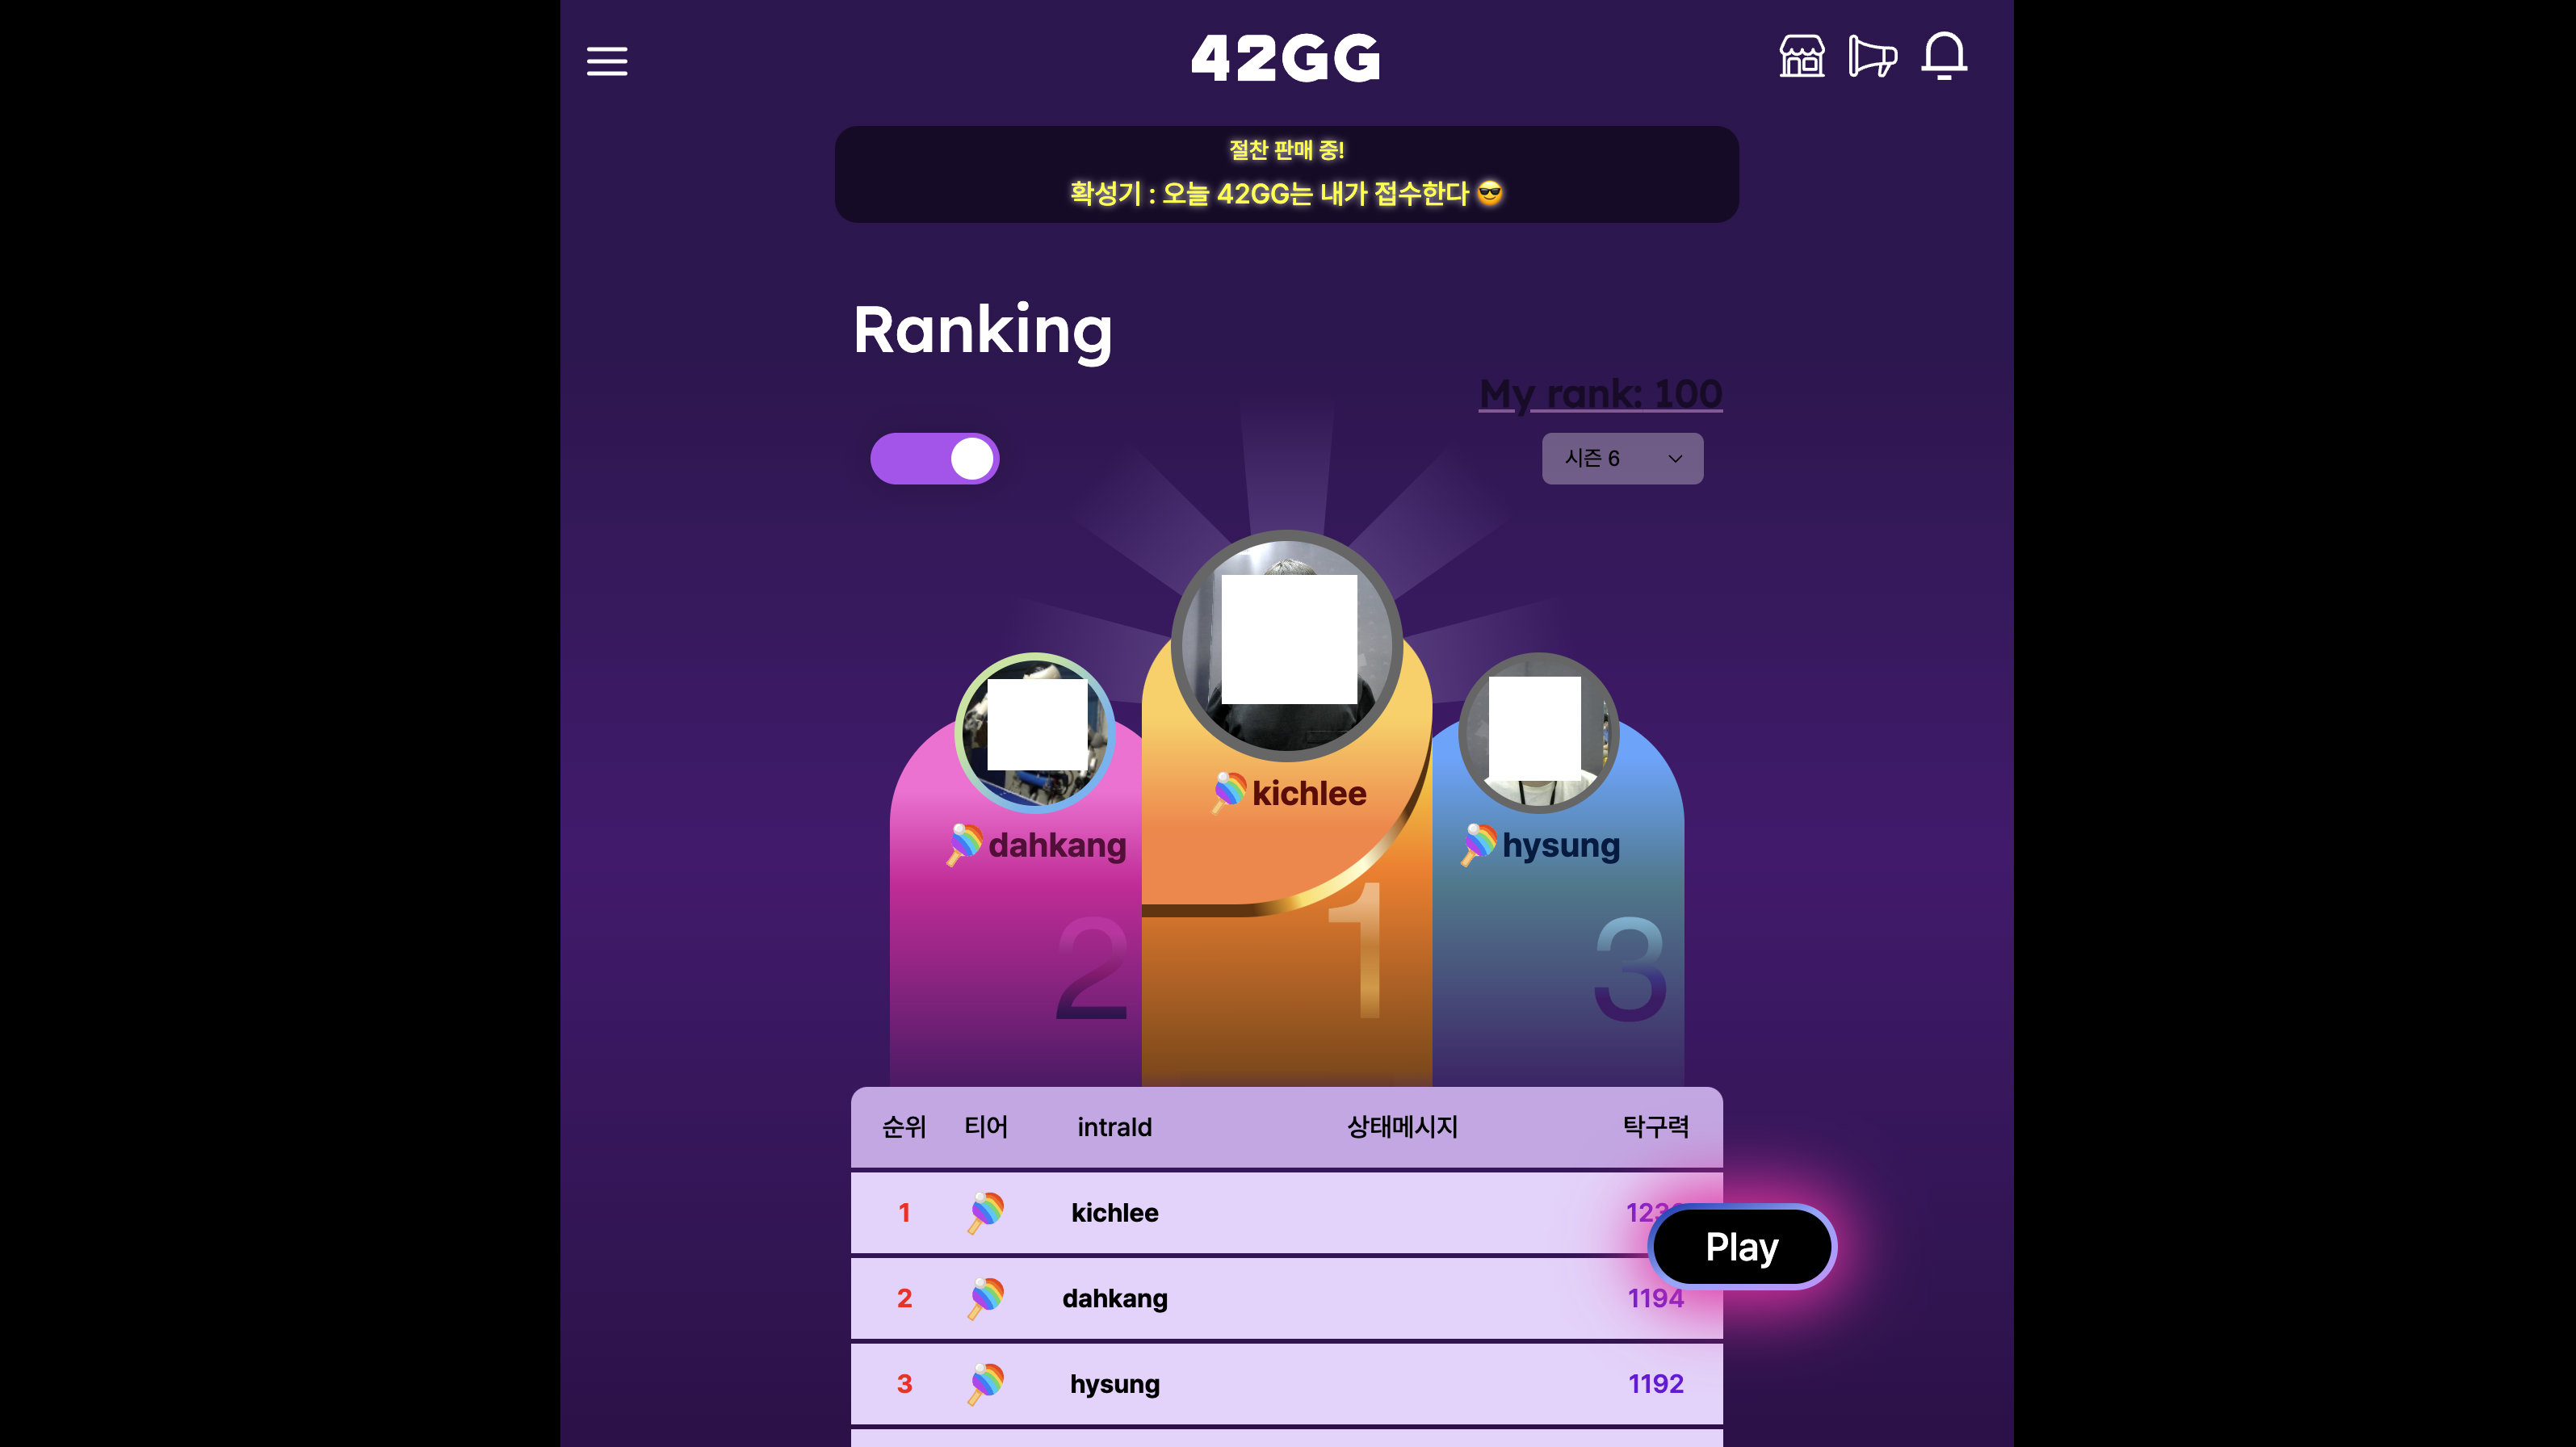 42GG
절찬 판매 중!
확성기 : 오늘 42GG는 내가 접수한다 😎
Ranking
My rank: 100
시즌 6
kichlee
dahkang
hysung
2
1
3
순위 티어 intraId 상태메시지 탁구력
1 kichlee
Play
2 dahkang 1194
3 hysung 1192